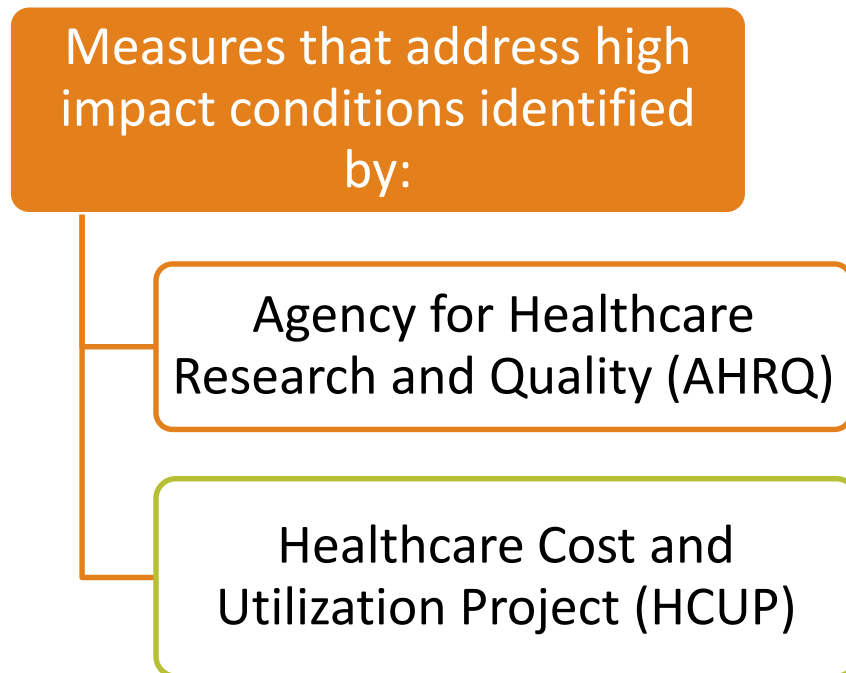 Measures that address high
impact conditions identified
by:
Agency for Healthcare
Research and Quality (AHRQ)
Healthcare Cost and
Utilization Project (HCUP)